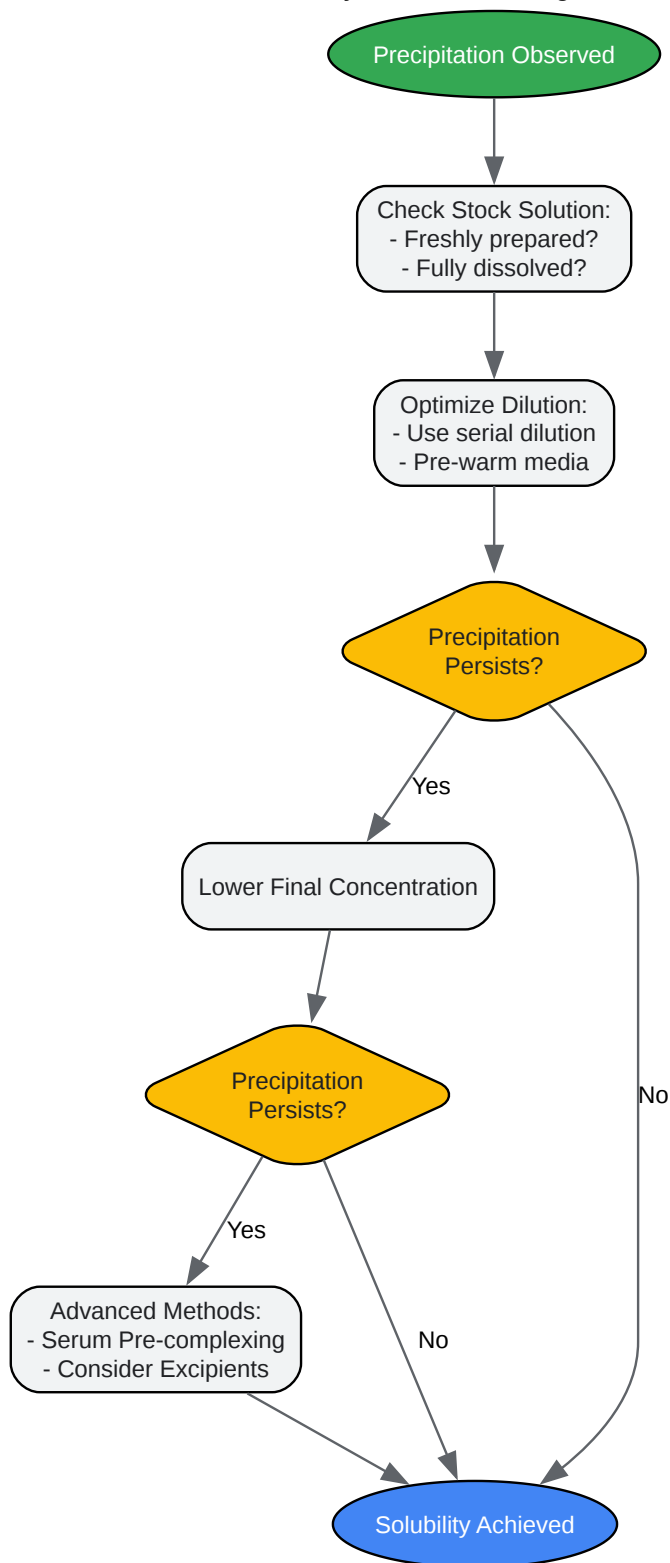 Precipitation Observed
Check Stock Solution:
- Freshly prepared?
- Fully dissolved?
Optimize Dilution:
- Use serial dilution
- Pre-warm media
Precipitation
Persists?
Yes
Lower Final Concentration
Precipitation
Persists?
No
Yes
Advanced Methods:
- Serum Pre-complexing
- Consider Excipients
No
Solubility Achieved